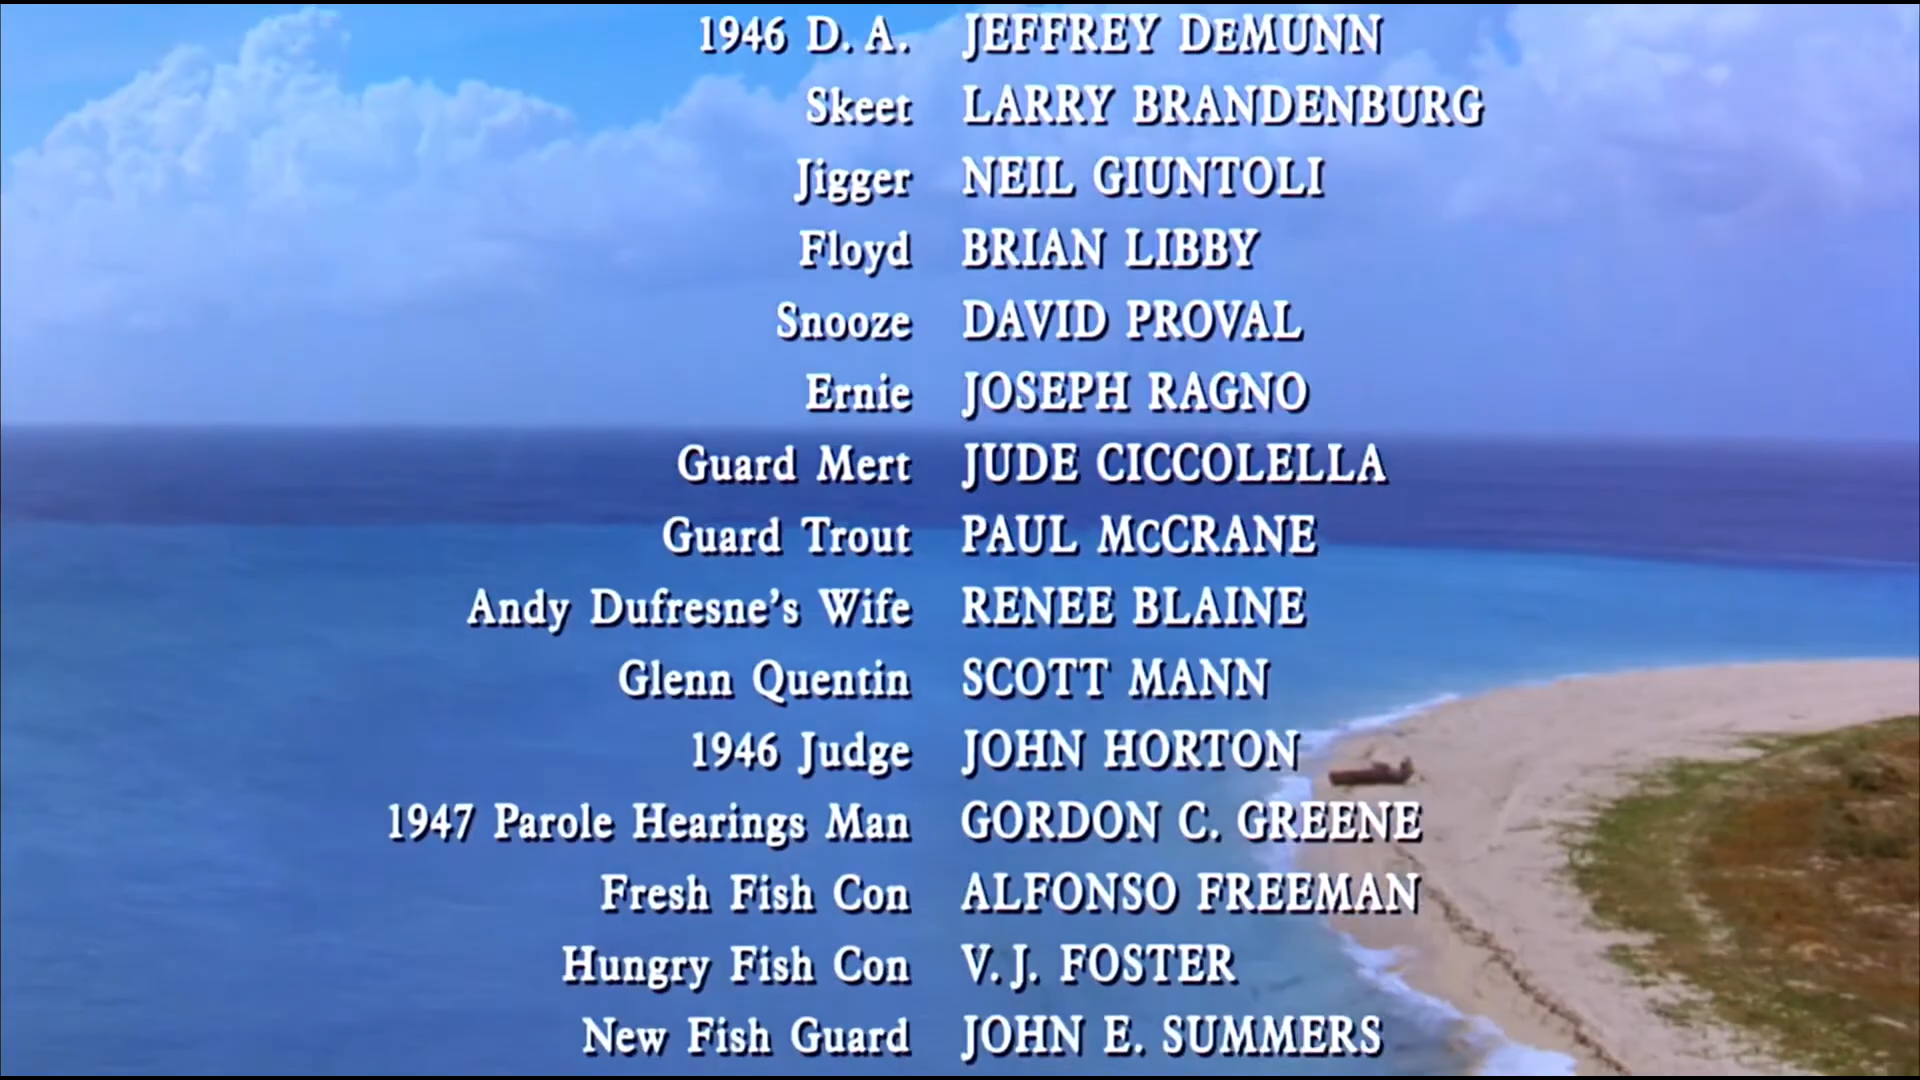 1946 D. A. JEFFREY DEMUNN
Skeet LARRY BRANDENBURG
Jigger NEIL GIUNTOLI
Floyd BRIAN LIBBY
Snooze DAVID PROVAL
Ernie JOSEPH RAGNO
Guard Mert JUDE CICCOLELLA
Guard Trout PAUL MCCRANE
Andy Dufresne’s Wife RENEE BLAINE
Glenn Quentin SCOTT MANN
1946 Judge JOHN HORTON
1947 Parole Hearings Man GORDON C. GREENE
Fresh Fish Con ALFONSO FREEMAN
Hungry Fish Con V. J. FOSTER
New Fish Guard JOHN E. SUMMERS